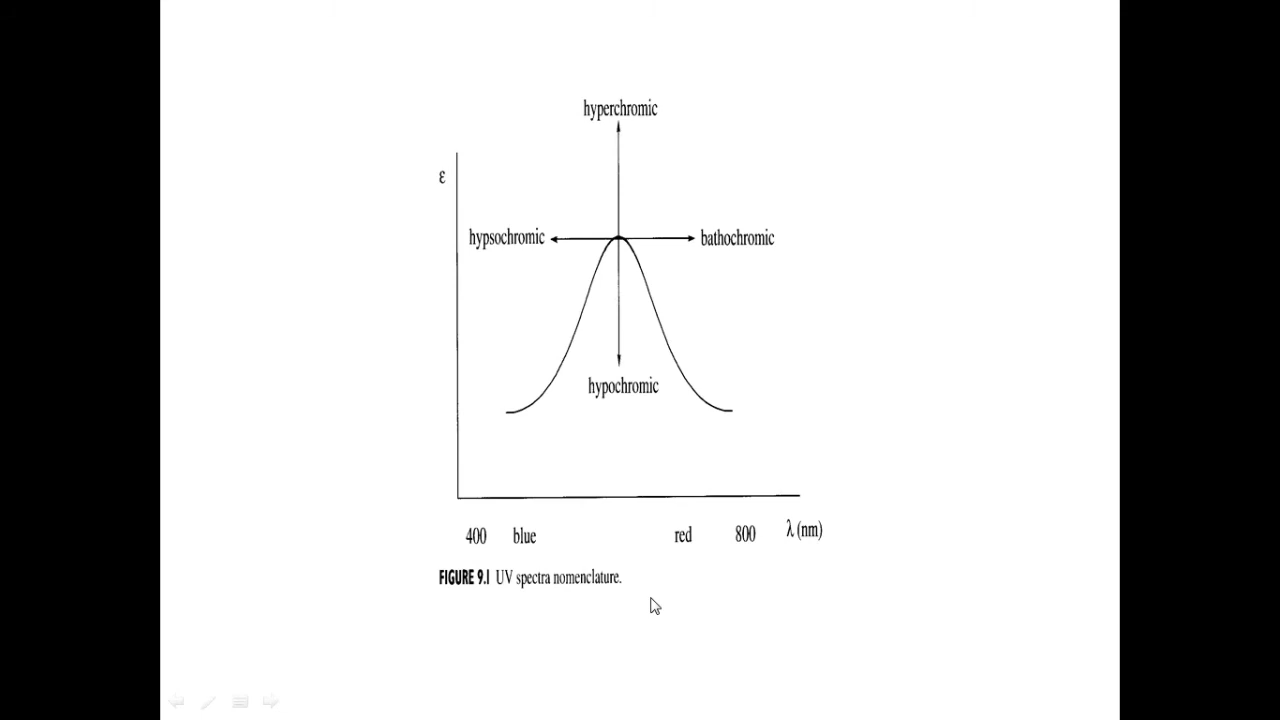 hyperchromic
ε
hypsochromic
bathochromic
hypochromic
400 blue red 800 λ (nm)
FIGURE 9.1 UV spectra nomenclature.